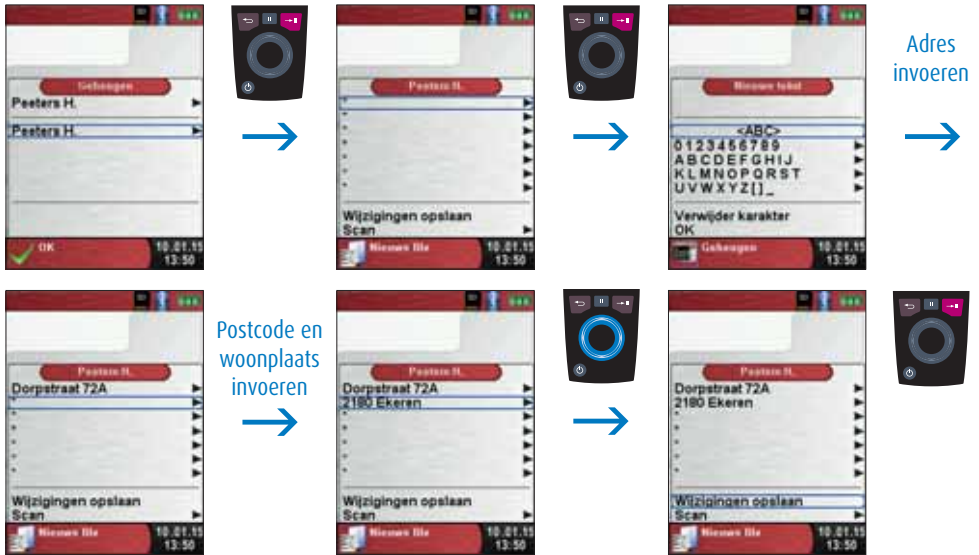 Geheugen
Peeters H.
Peeters H.
OK
10.01.15
13:50
Peeters H.
*
*
*
*
*
*
*
Wijzigingen opslaan
Scan
Nieuwe file
10.01.15
13:50
Nieuwe tekst
<ABC>
0123456789
ABCDEFGHIJ
KLMNOPQRST
UVWXYZ[]_
Verwijder karakter
OK
Geheugen
10.01.15
13:50
Adres
invoeren
Peeters H.
Dorpstraat 72A
*
*
*
*
*
*
Wijzigingen opslaan
Scan
Nieuwe file
10.01.15
13:50
Postcode en
woonplaats
invoeren
Peeters H.
Dorpstraat 72A
2180 Ekeren
*
*
*
*
*
Wijzigingen opslaan
Scan
Nieuwe file
10.01.15
13:50
Peeters H.
Dorpstraat 72A
2180 Ekeren
*
*
*
*
*
Wijzigingen opslaan
Scan
Nieuwe file
10.01.15
13:50